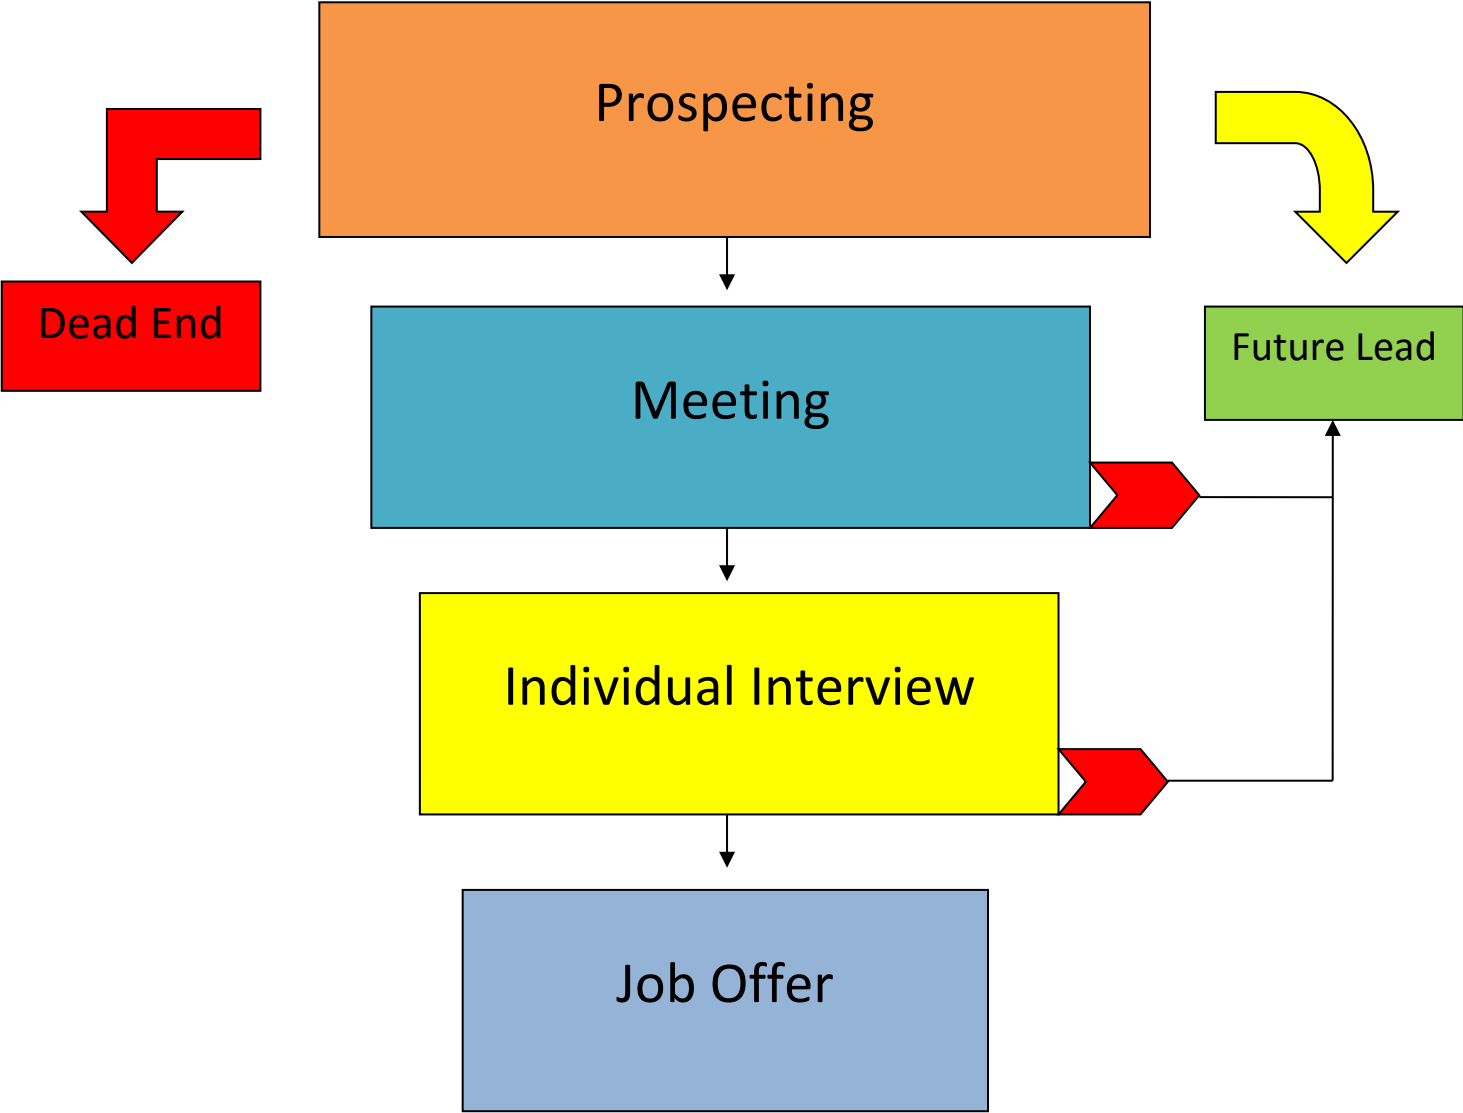 Prospecting
Dead End
Meeting
Future Lead
Individual Interview
Job Offer